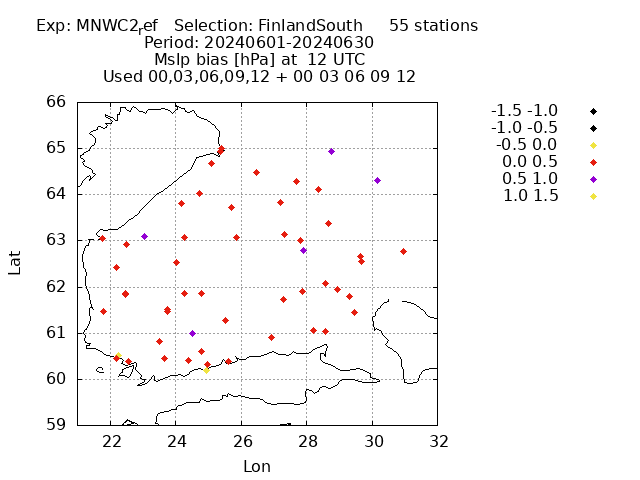 Exp: MNWC2ref   Selection: FinlandSouth      55 stations
Period: 20240601-20240630
Mslp bias [hPa] at  12 UTC
Used 00,03,06,09,12 + 00 03 06 09 12
-1.5 -1.0
-1.0 -0.5
-0.5 0.0
0.0 0.5
0.5 1.0
1.0 1.5
66
65
64
63
62
61
60
59
Lat
22 24 26 28 30 32
Lon